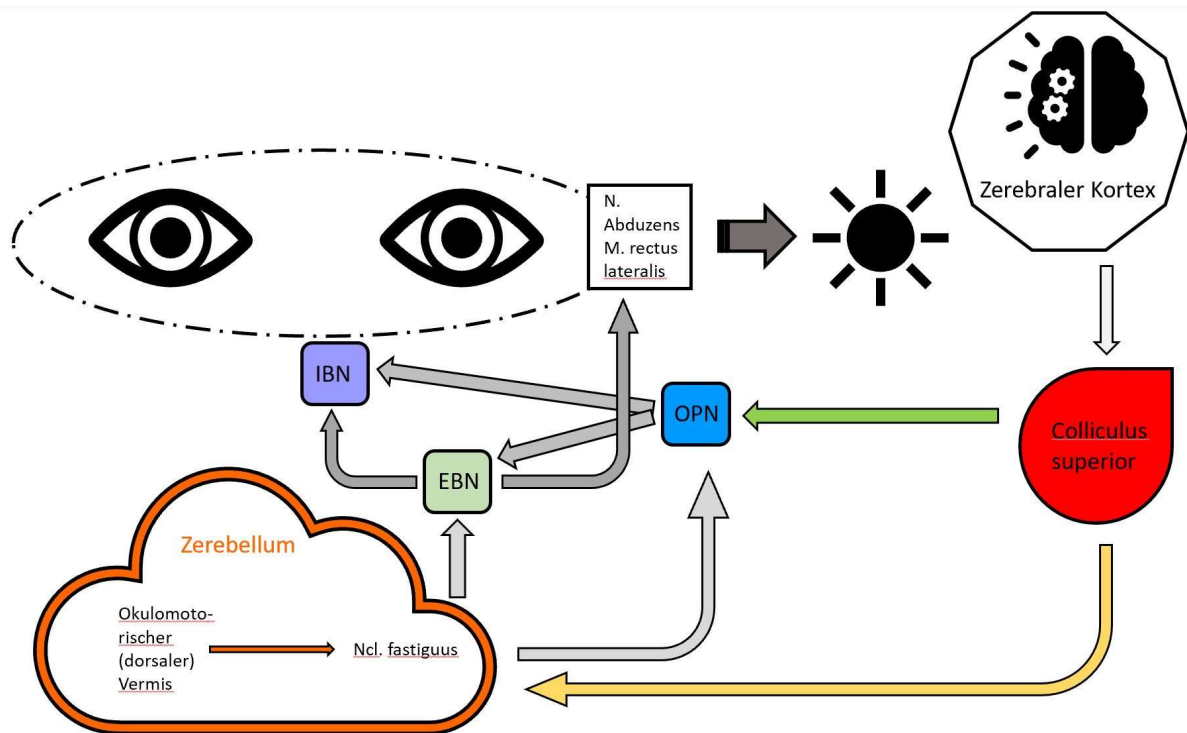 Zerebraler Kortex
N.
Abduzens
M. rectus
lateralis
IBN
OPN
Colliculus
superior
EBN
Zerebellum
Okulomoto-
rischer
(dorsaler)
Vermis
Ncl. fastiguus